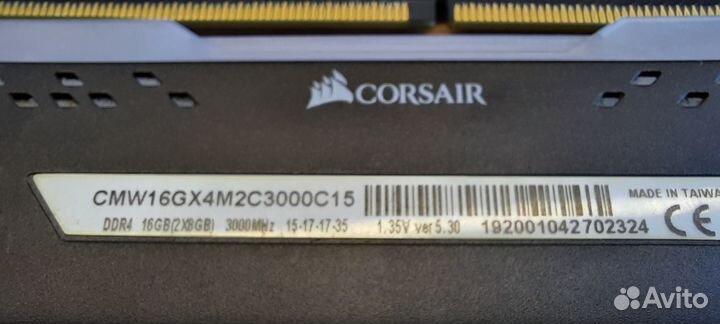 CORSAIR
CMW16GX4M2C3000C15
MADE IN TAIWA
DDR4 16GB(2X8GB) 3000MHz 15-17-17-35 1.35V ver5.30 192001042702324 CE
Avito